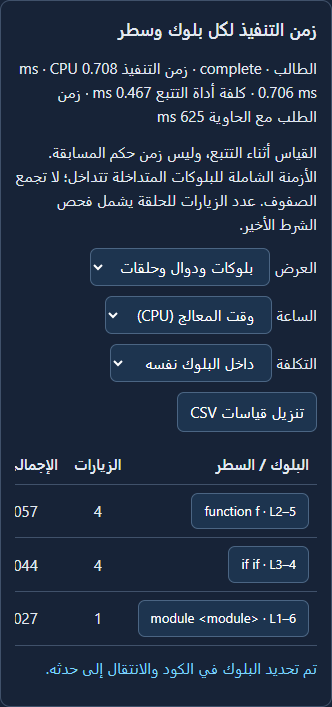 زمن التنفيذ لكل بلوك وسطر
الطالب · complete · زمن التنفيذ 0.708 ms · CPU
0.706 ms · كلفة أداة التتبع 0.467 ms · زمن
الطلب مع الحاوية 625 ms
القياس أثناء التتبع، وليس زمن حكم المسابقة.
الأزمنة الشاملة للبلوكات المتداخلة تتداخل؛ لا تجمع
الصفوف. عدد الزيارات للحلقة يشمل فحص
الشرط الأخير.
العرض بلوكات ودوال وحلقات
الساعة وقت المعالج (CPU)
التكلفة داخل البلوك نفسه
تنزيل قياسات CSV
البلوك / السطر الزيارات الإجمالي
function f · L2–5 4 057
if if · L3–4 4 044
module <module> · L1–6 1 027
تم تحديد البلوك في الكود والانتقال إلى حدثه.